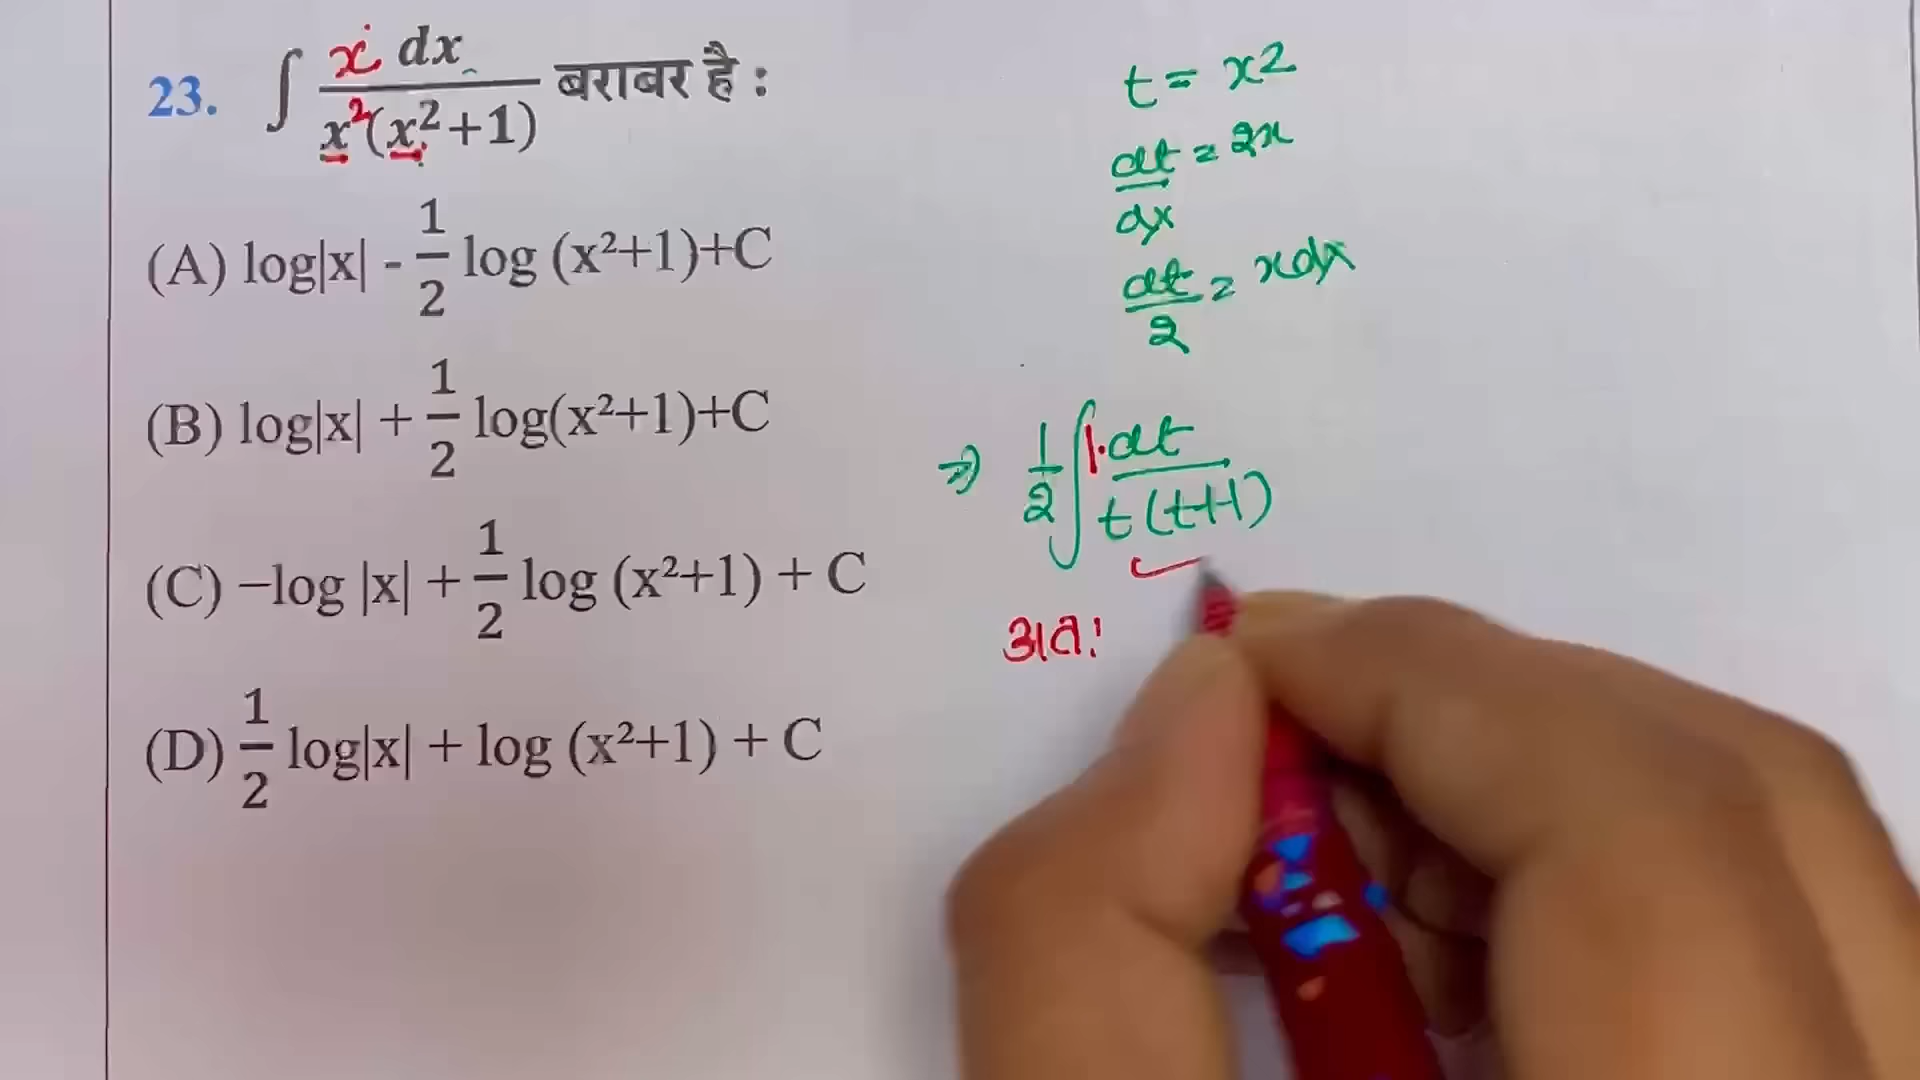 23. ∫ x dx / x²(x²+1) बराबर है :
(A) log|x| - 1/2 log (x²+1)+C
(B) log|x| + 1/2 log(x²+1)+C
(C) −log |x| + 1/2 log (x²+1) + C
(D) 1/2 log|x| + log (x²+1) + C
t = x2
dt/dx = 2x
dt/2 = xdx
⇒ 1/2 ∫ 1.dt / t(t+1)
अत: